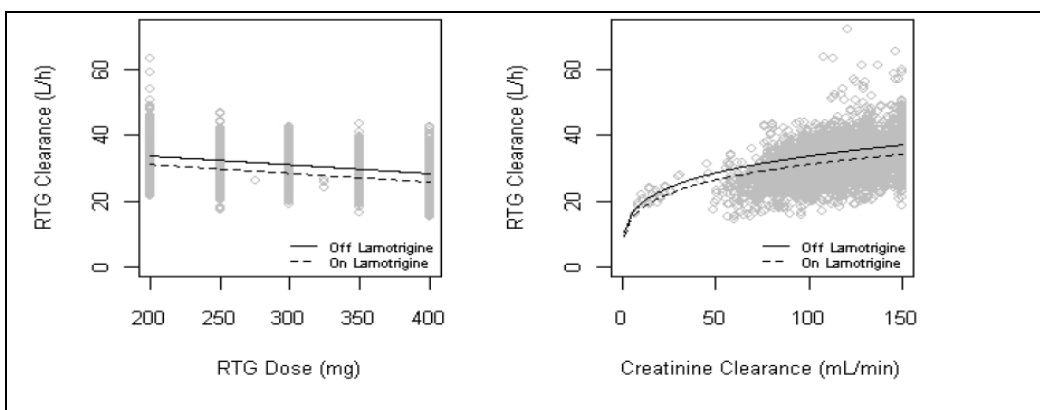 RTG Clearance (L/h)
60
40
20
0
Off Lamotrigine
On Lamotrigine
200 250 300 350 400
RTG Dose (mg)
RTG Clearance (L/h)
60
40
20
0
Off Lamotrigine
On Lamotrigine
0 50 100 150
Creatinine Clearance (mL/min)